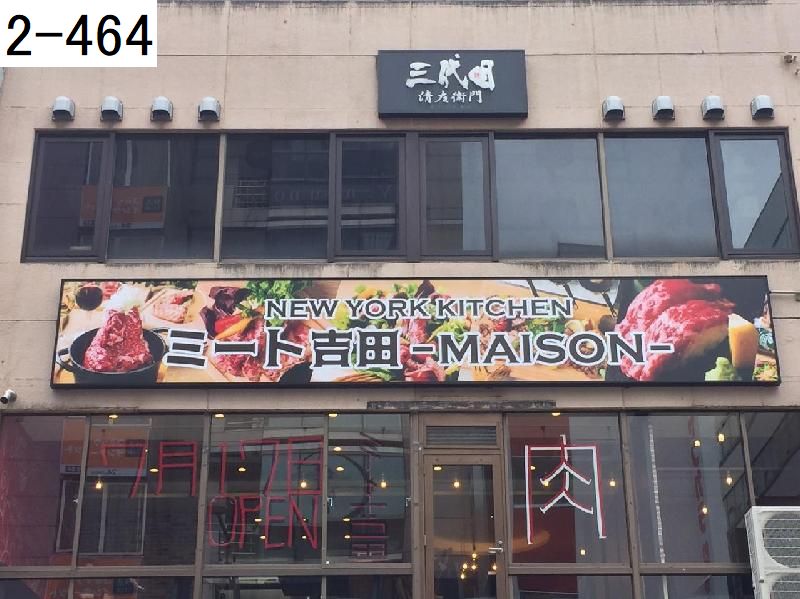 2-464
三代目
清左衛門
NEW YORK KITCHEN
ミート吉田-MAISON-
7月17日
OPEN
肉